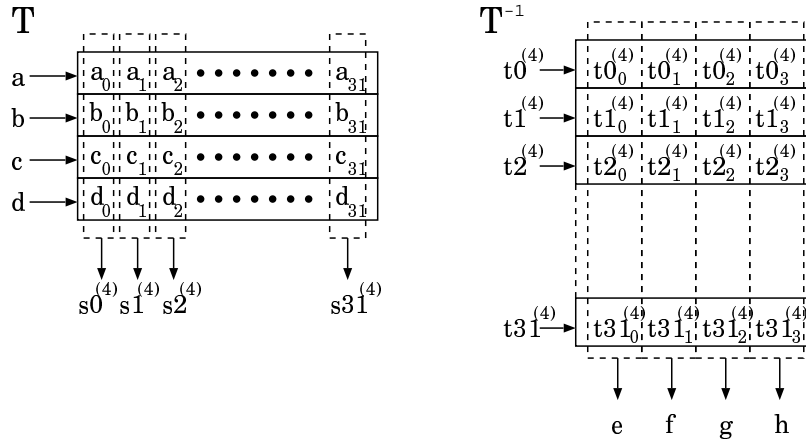 T
a a₀ a₁ a₂ ······· a₃₁
b b₀ b₁ b₂ ······· b₃₁
c c₀ c₁ c₂ ······· c₃₁
d d₀ d₁ d₂ ······· d₃₁
s0⁽⁴⁾ s1⁽⁴⁾ s2⁽⁴⁾ s31⁽⁴⁾
T⁻¹
t0⁽⁴⁾ t0₀⁽⁴⁾ t0₁⁽⁴⁾ t0₂⁽⁴⁾ t0₃⁽⁴⁾
t1⁽⁴⁾ t1₀⁽⁴⁾ t1₁⁽⁴⁾ t1₂⁽⁴⁾ t1₃⁽⁴⁾
t2⁽⁴⁾ t2₀⁽⁴⁾ t2₁⁽⁴⁾ t2₂⁽⁴⁾ t2₃⁽⁴⁾
t31⁽⁴⁾ t31₀⁽⁴⁾ t31₁⁽⁴⁾ t31₂⁽⁴⁾ t31₃⁽⁴⁾
e f g h